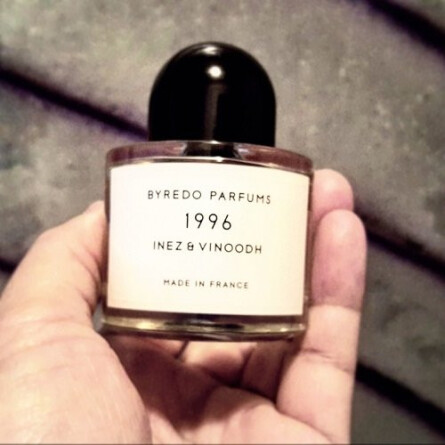 BYREDO PARFUMS
1996
INEZ & VINOODH
MADE IN FRANCE